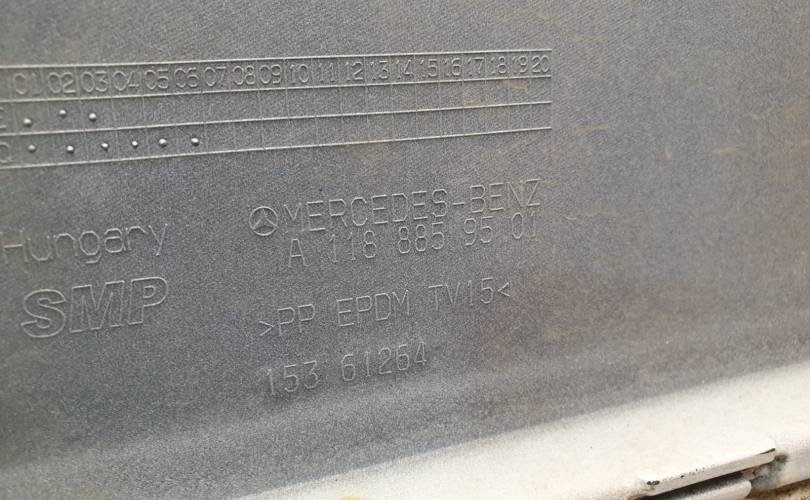 01 02 03 04 05 06 07 08 09 10 11 12 13 14 15 16 17 18 19 20
Q
MERCEDES-BENZ
A 118 885 95 01
Hungary
SMP
>PP EPDM TV15<
153 61264